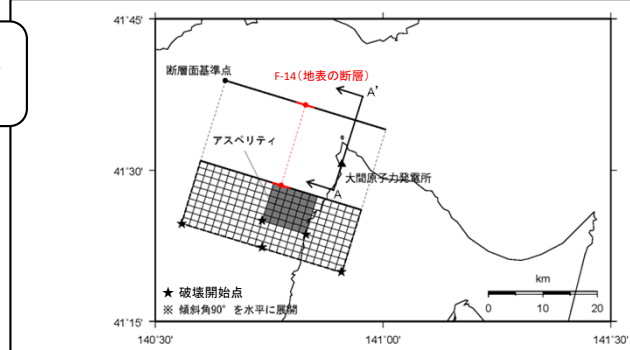 41°45'
断層面基準点
F-14(地表の断層)
A'
アスペリティ
41°30'
大間原子力発電所
A
★ 破壊開始点
※ 傾斜角90°を水平に展開
km
0 10 20
41°15'
140°30' 141°00' 141°30'